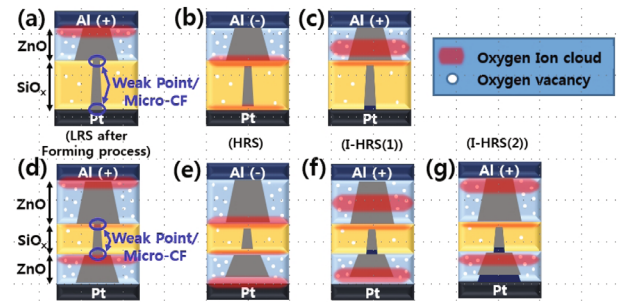 (a)
Al (+)
ZnO
SiOx
Weak Point/
Micro-CF
Pt
(LRS after
Forming process)
(b)
Al (-)
Pt
(HRS)
(c)
Al (+)
Pt
(I-HRS(1))
Oxygen Ion cloud
Oxygen vacancy
(I-HRS(2))
(d)
Al (+)
ZnO
SiOx
ZnO
Weak Point/
Micro-CF
Pt
(e)
Al (-)
Pt
(f)
Al (+)
Pt
(g)
Al (+)
Pt